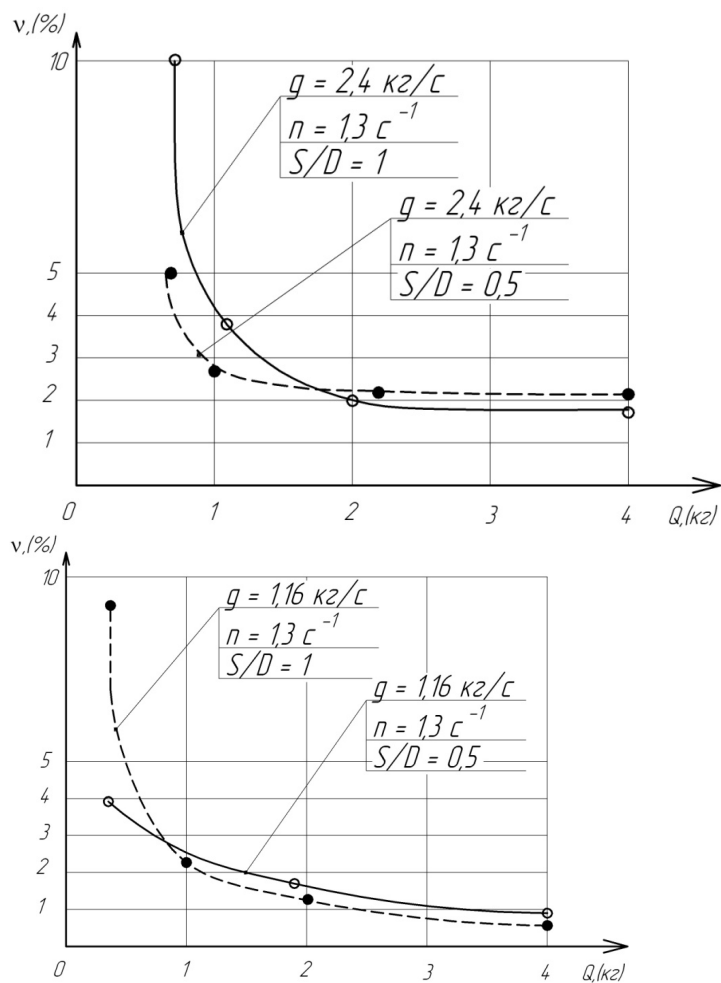 ν,(%)
10
g = 2,4 кг/с
n = 1,3 с⁻¹
S/D = 1
g = 2,4 кг/с
n = 1,3 с⁻¹
S/D = 0,5
5
4
3
2
1
0 1 2 3 4 Q,(кг)
ν,(%)
10
g = 1,16 кг/с
n = 1,3 с⁻¹
S/D = 1
g = 1,16 кг/с
n = 1,3 с⁻¹
S/D = 0,5
5
4
3
2
1
0 1 2 3 4 Q,(кг)